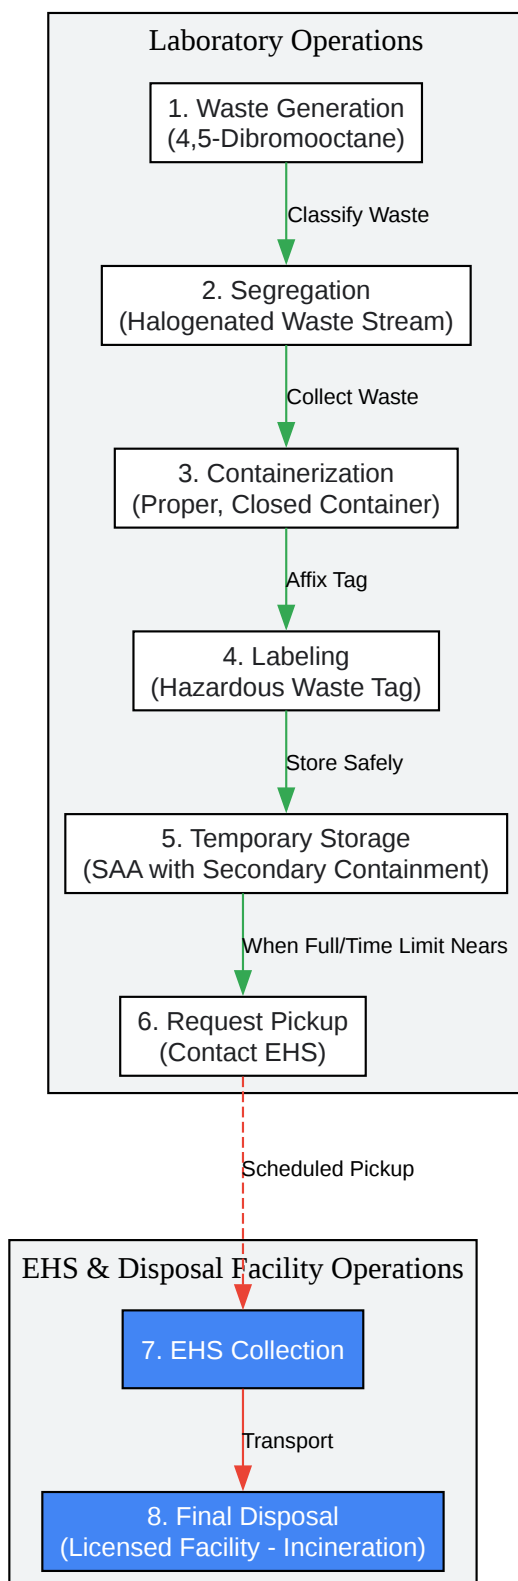 Laboratory Operations
1. Waste Generation
(4,5-Dibromooctane)
Classify Waste
2. Segregation
(Halogenated Waste Stream)
Collect Waste
3. Containerization
(Proper, Closed Container)
Affix Tag
4. Labeling
(Hazardous Waste Tag)
Store Safely
5. Temporary Storage
(SAA with Secondary Containment)
When Full/Time Limit Nears
6. Request Pickup
(Contact EHS)
Scheduled Pickup
EHS & Disposal Facility Operations
7. EHS Collection
Transport
8. Final Disposal
(Licensed Facility - Incineration)